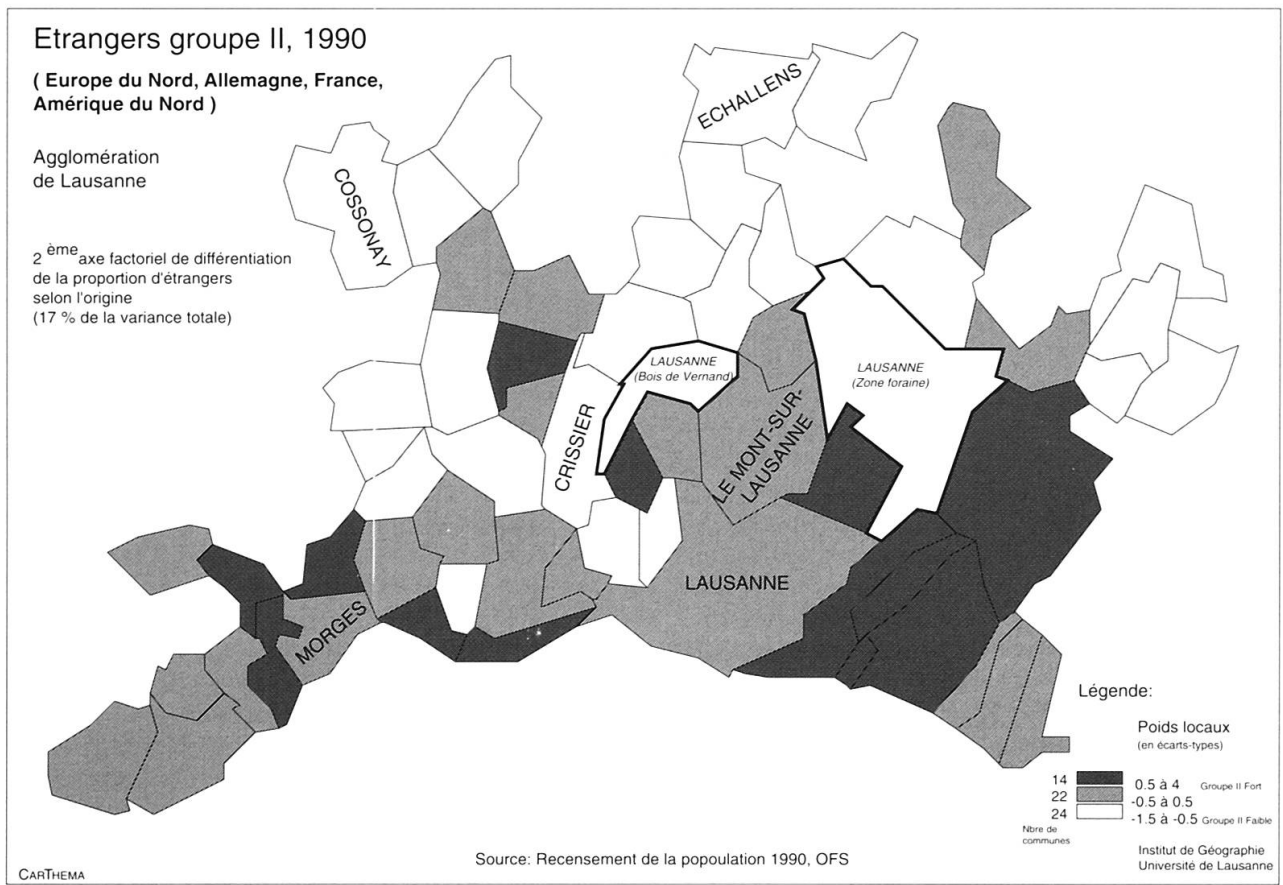 Etrangers groupe II, 1990
( Europe du Nord, Allemagne, France,
Amérique du Nord )
Agglomération
de Lausanne
2 ème axe factoriel de différentiation
de la proportion d'étrangers
selon l'origine
(17 % de la variance totale)
ECHALLENS
COSSONAY
LAUSANNE
(Bois de Vernand)
LAUSANNE
(Zone foraine)
CRISSIER
LE MONT-SUR-
LAUSANNE
LAUSANNE
MORGES
Légende:
Poids locaux
(en écarts-types)
14 0.5 à 4 Groupe II Fort
22 -0.5 à 0.5
24 -1.5 à -0.5 Groupe II Faible
Nbre de
communes
Source: Recensement de la popoulation 1990, OFS
Institut de Géographie
Université de Lausanne
CARTHEMA